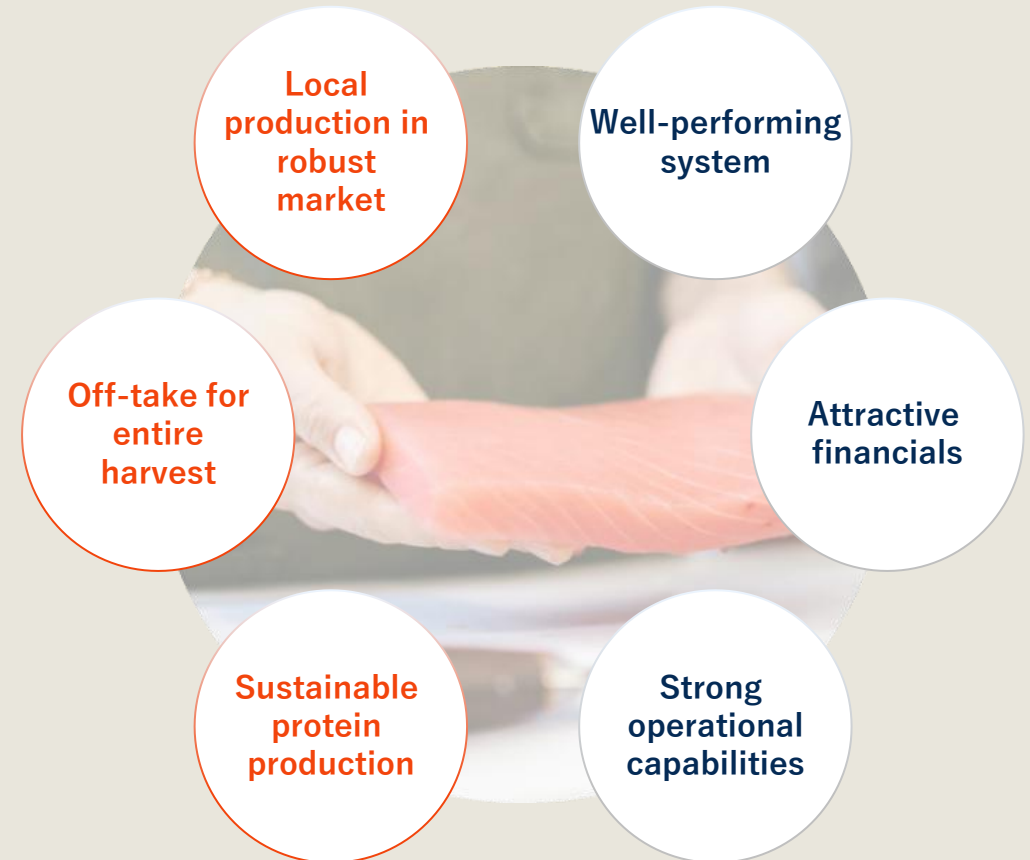 Local
production in
robust
market
Well-performing
system
Off-take for
entire
harvest
Attractive
financials
Sustainable
protein
production
Strong
operational
capabilities